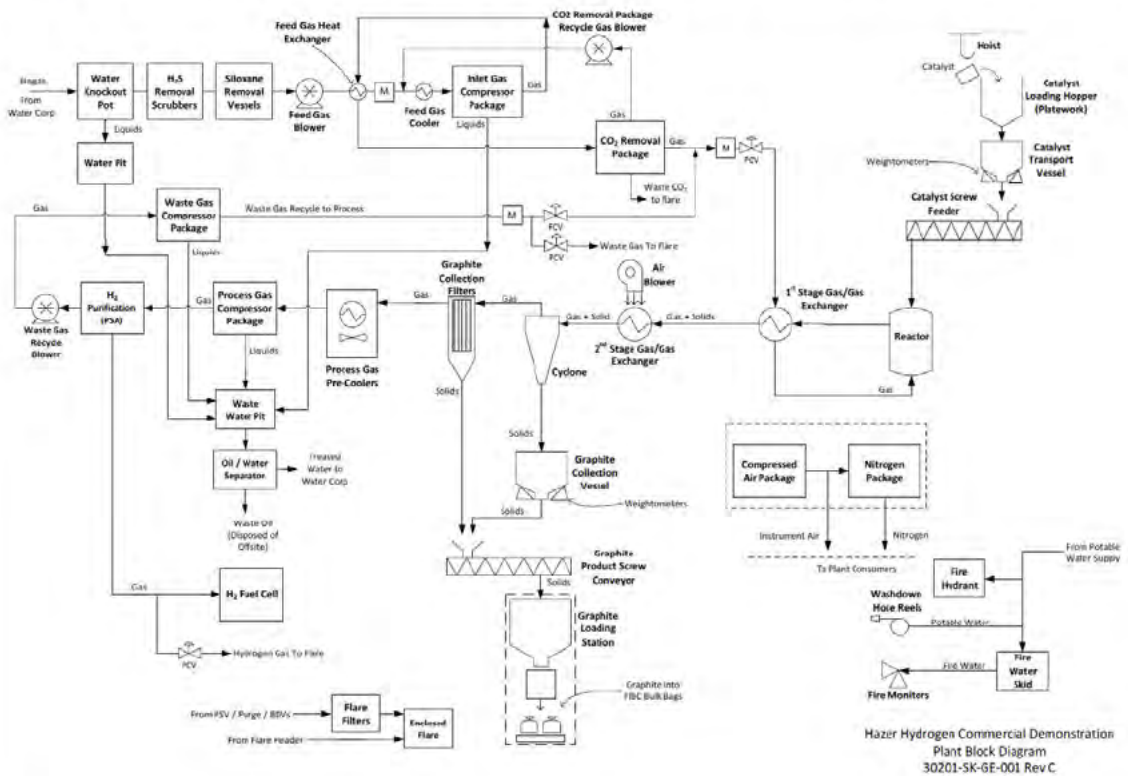 Feed Gas Heat
Exchanger
CO2 Removal Package
Recycle Gas Blower
Hoist
Catalyst
Catalyst
Loading Hopper
(Platework)
Biogas
From
Water Corp
Water
Knockout
Pot
H2S
Removal
Scrubbers
Siloxane
Removal
Vessels
Feed Gas
Blower
M
Feed Gas
Cooler
Inlet Gas
Compressor
Package
Gas
Liquids
Liquids
Gas
CO2 Removal
Package
Gas
M
PCV
Waste CO2
to flare
Weightometers
Catalyst
Transport
Vessel
Water Pit
Catalyst Screw
Feeder
Gas
Waste Gas
Compressor
Package
Waste Gas Recycle to Process
M
PCV
Liquids
PCV
Waste Gas To Flare
Graphite
Collection
Filters
Air
Blower
1st Stage Gas/Gas
Exchanger
H2
Purification
(PSA)
Gas
Process Gas
Compressor
Package
Gas
Gas
Gas + Solid
Gas + Solids
Reactor
Waste Gas
Recycle
Blower
Liquids
Process Gas
Pre-Coolers
Cyclone
2nd Stage Gas/Gas
Exchanger
Gas
Solids
Waste
Water Pit
Solids
Oil / Water
Separator
Treated
Water to
Water Corp
Graphite
Collection
Vessel
Weightometers
Compressed
Air Package
Nitrogen
Package
Waste Oil
(Disposed of
Offsite)
Solids
Instrument Air
Nitrogen
To Plant Consumers
From Potable
Water Supply
Graphite
Product Screw
Conveyor
Solids
Fire
Hydrant
Gas
H2 Fuel Cell
Washdown
Hose Reels
Potable Water
Graphite
Loading
Station
PCV
Hydrogen Gas To Flare
Fire Water
Fire
Water
Skid
Fire Moniters
Graphite into
FIBC Bulk Bags
From PSV / Purge / BDVs
Flare
Filters
Enclosed
Flare
From Flare Header
Hazer Hydrogen Commercial Demonstration
Plant Block Diagram
30201-SK-GE-001 Rev C